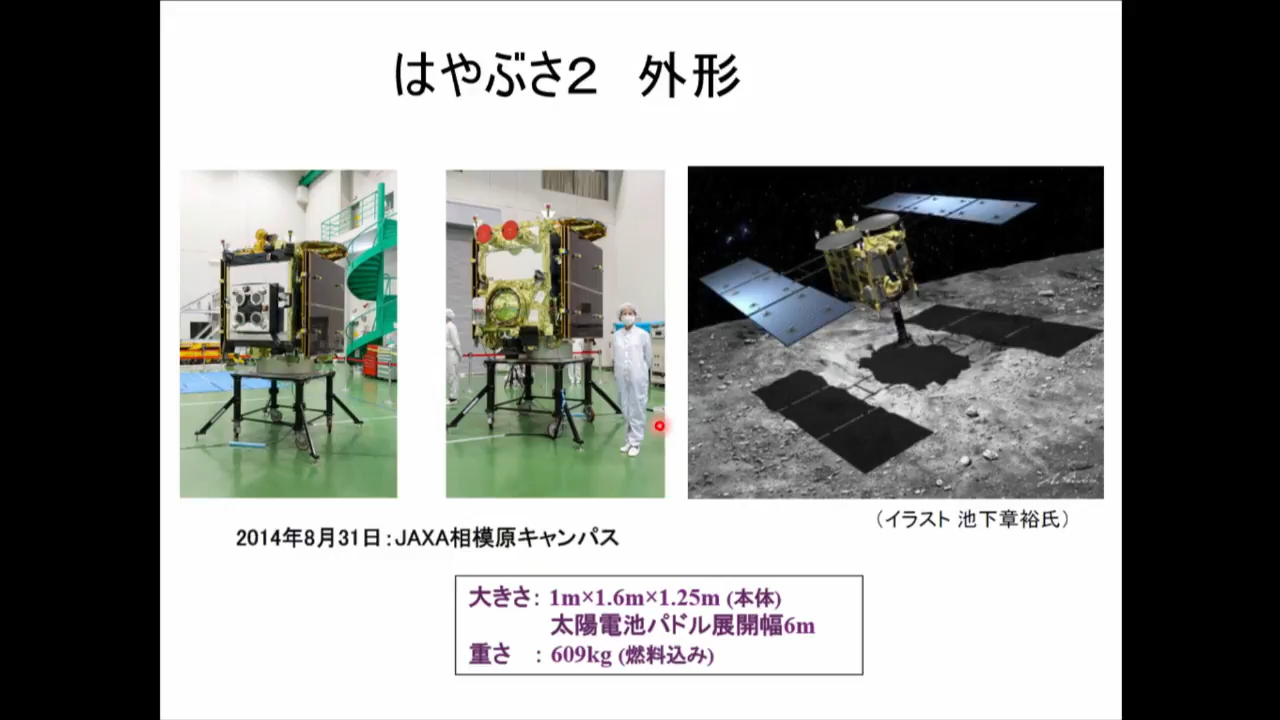 はやぶさ２　外形
（イラスト 池下章裕氏）
2014年8月31日：JAXA相模原キャンパス
大きさ： 1m×1.6m×1.25m (本体)
太陽電池パドル展開幅6m
重さ　： 609kg (燃料込み)